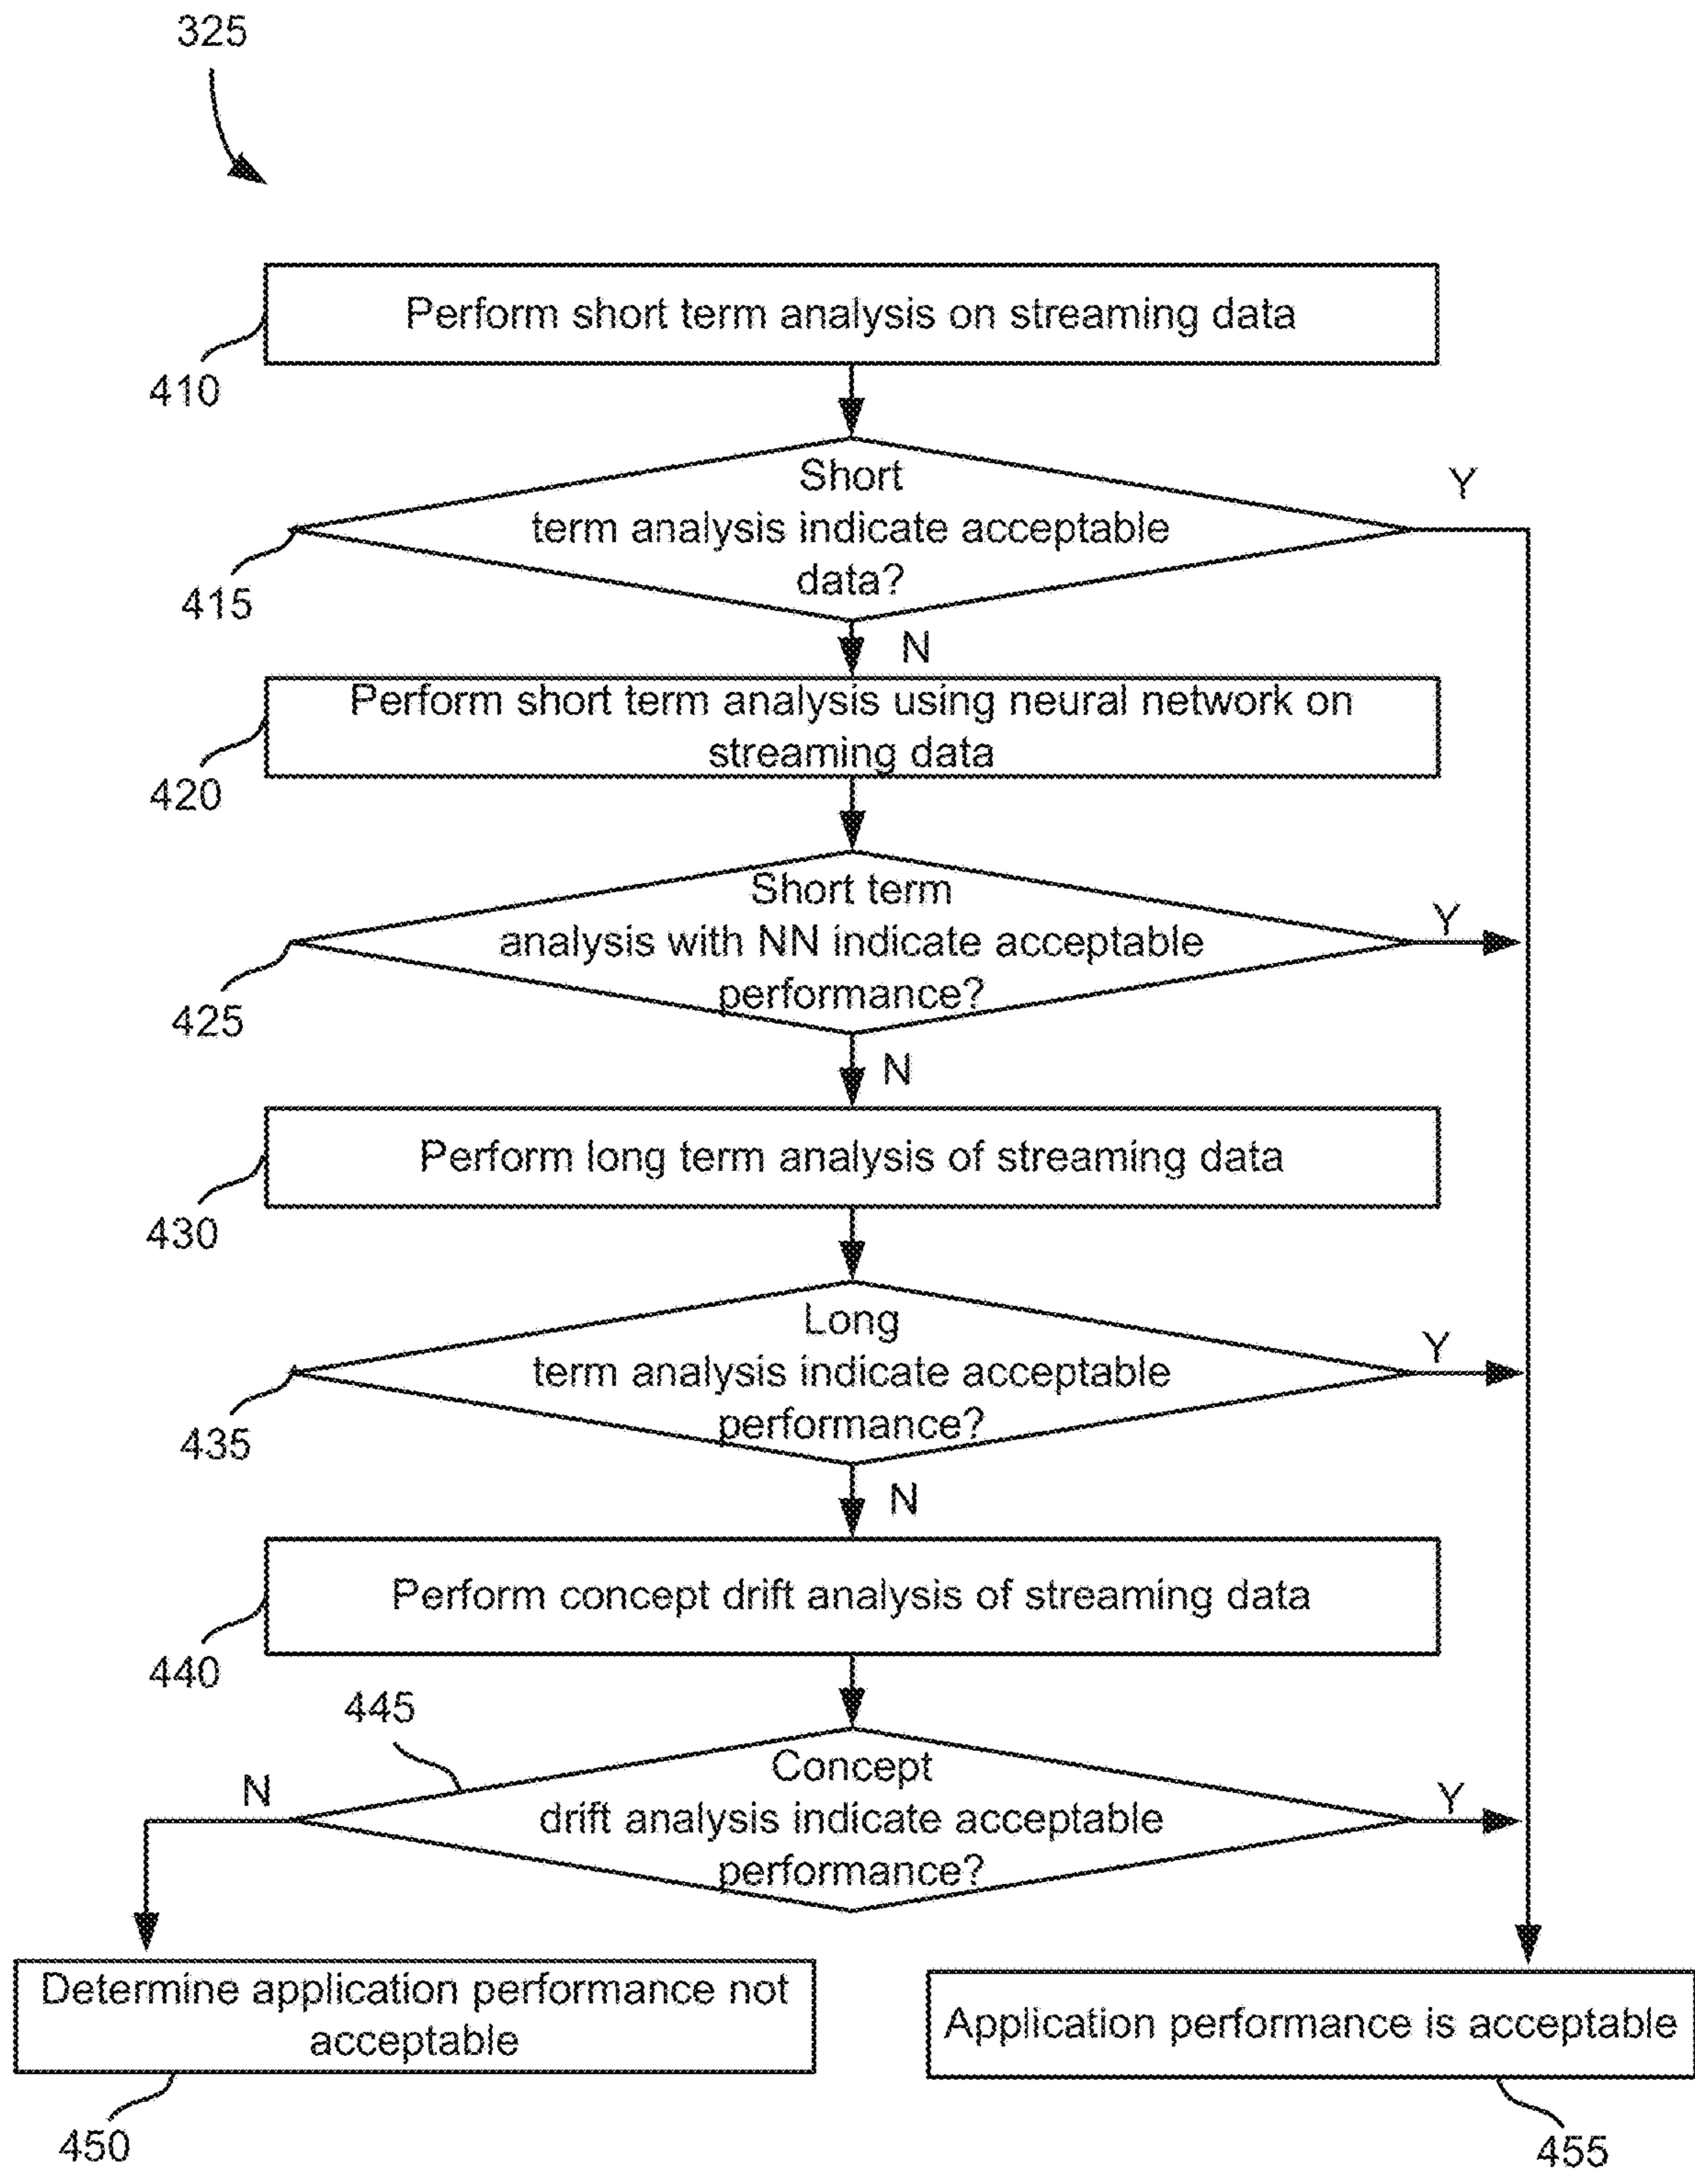 325
Perform short term analysis on streaming data
410
Short
term analysis indicate acceptable
data?
Y
415
N
Perform short term analysis using neural network on
streaming data
420
Short term
analysis with NN indicate acceptable
performance?
Y
425
N
Perform long term analysis of streaming data
430
Long
term analysis indicate acceptable
performance?
Y
435
N
Perform concept drift analysis of streaming data
440
445
Concept
drift analysis indicate acceptable
performance?
N
Y
Determine application performance not
acceptable
Application performance is acceptable
450
455